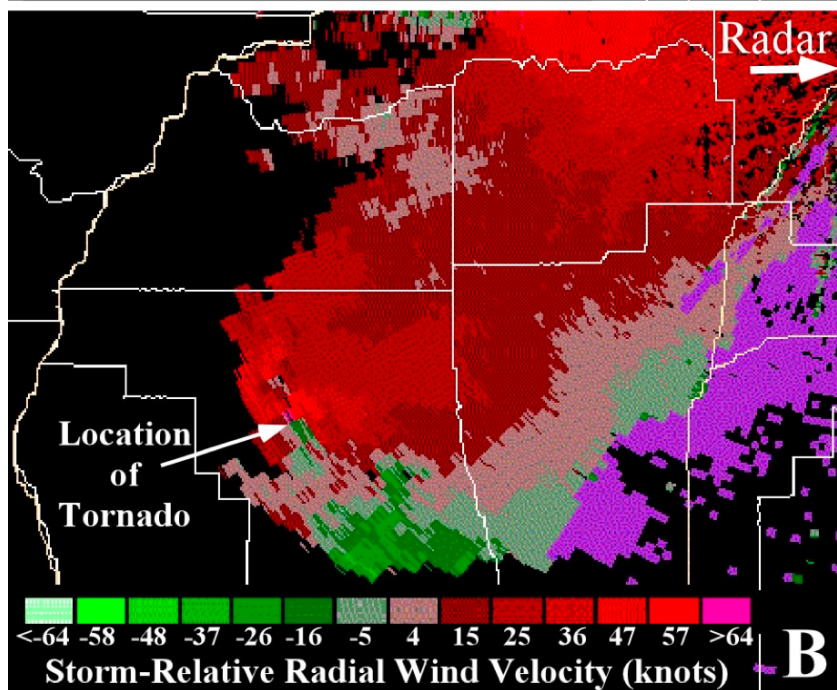 Radar
Location
of
Tornado
<-64 -58 -48 -37 -26 -16 -5 4 15 25 36 47 57 >64
Storm-Relative Radial Wind Velocity (knots)
B